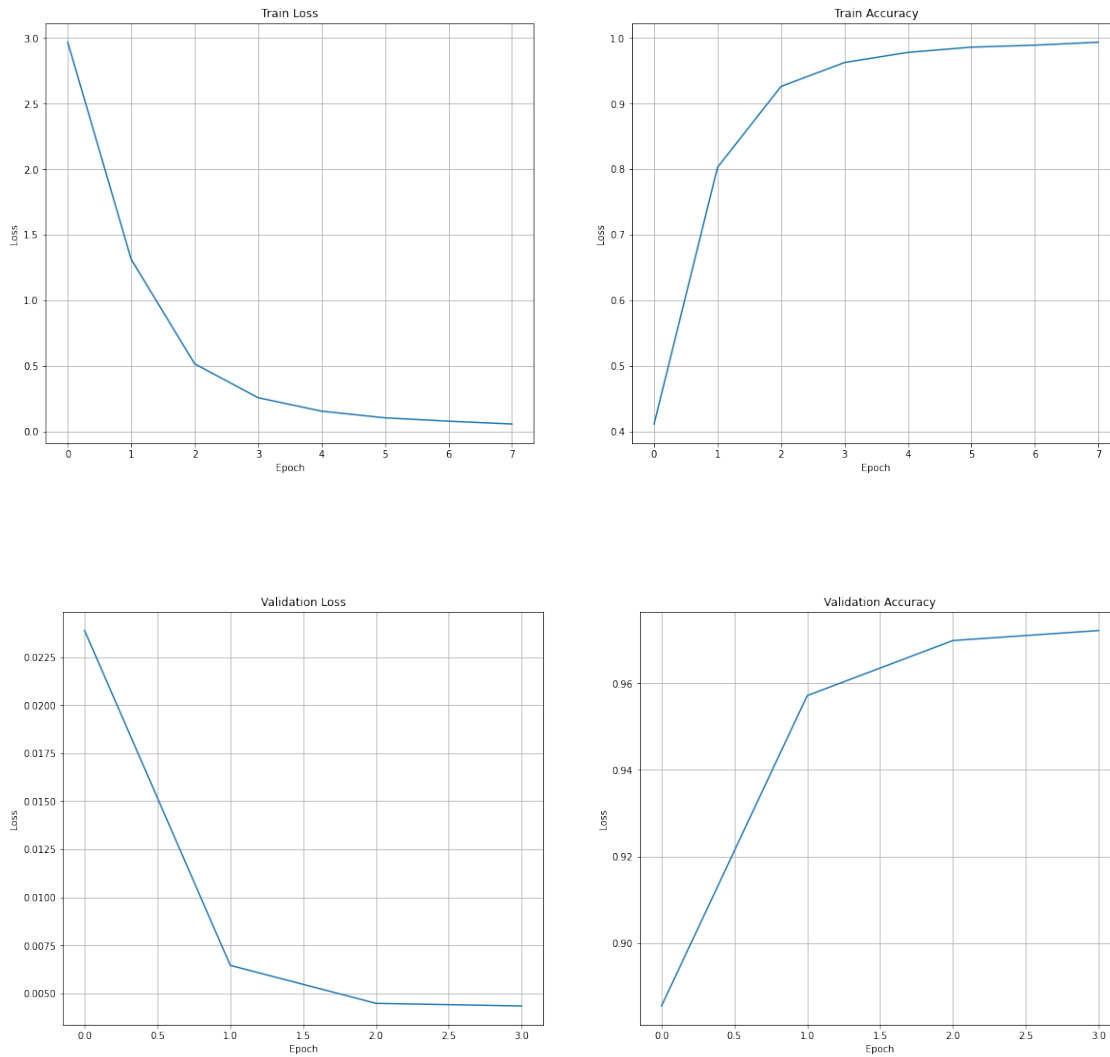 Train Loss
3.0
2.5
2.0
1.5
1.0
0.5
0.0
Loss
0 1 2 3 4 5 6 7
Epoch
Train Accuracy
1.0
0.9
0.8
0.7
0.6
0.5
0.4
Loss
0 1 2 3 4 5 6 7
Epoch
Validation Loss
0.0225
0.0200
0.0175
0.0150
0.0125
0.0100
0.0075
0.0050
Loss
0.0 0.5 1.0 1.5 2.0 2.5 3.0
Epoch
Validation Accuracy
0.96
0.94
0.92
0.90
Loss
0.0 0.5 1.0 1.5 2.0 2.5 3.0
Epoch